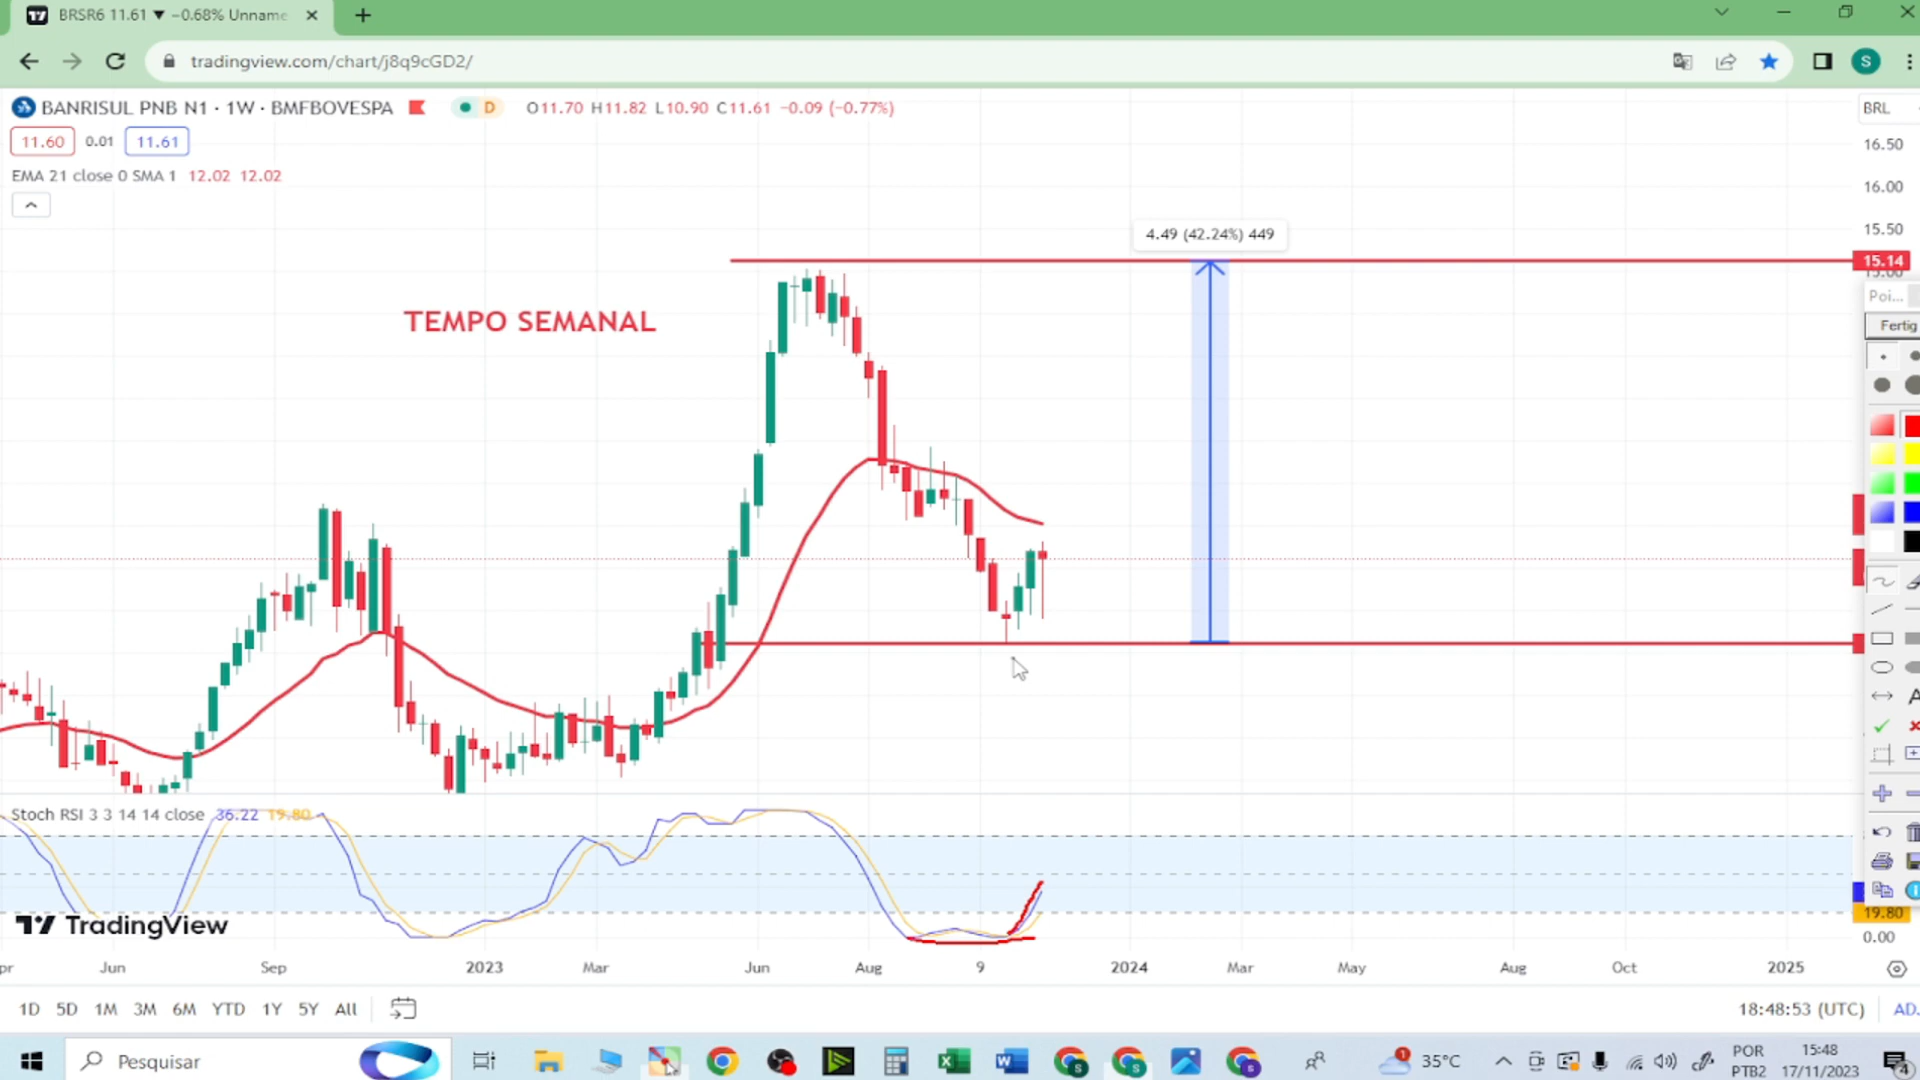 BRSR6 11.61 ▼ −0.68% Unname
tradingview.com/chart/j8q9cGD2/
S
BANRISUL PNB N1 · 1W · BMFBOVESPA D O11.70 H11.82 L10.90 C11.61 −0.09 (−0.77%)
BRL
11.60 0.01 11.61
16.50
EMA 21 close 0 SMA 1 12.02 12.02
16.00
15.50
4.49 (42.24%) 449
15.14
15.00
Poi...
TEMPO SEMANAL
Fertig
A
Stoch RSI 3 3 14 14 close 36.22 19.80
TradingView
19.80
0.00
Jun Sep 2023 Mar Jun Aug 9 2024 Mar May Aug Oct 2025
1D 5D 1M 3M 6M YTD 1Y 5Y All
18:48:53 (UTC)
Pesquisar
35°C
POR
PTB2
15:48
17/11/2023
4